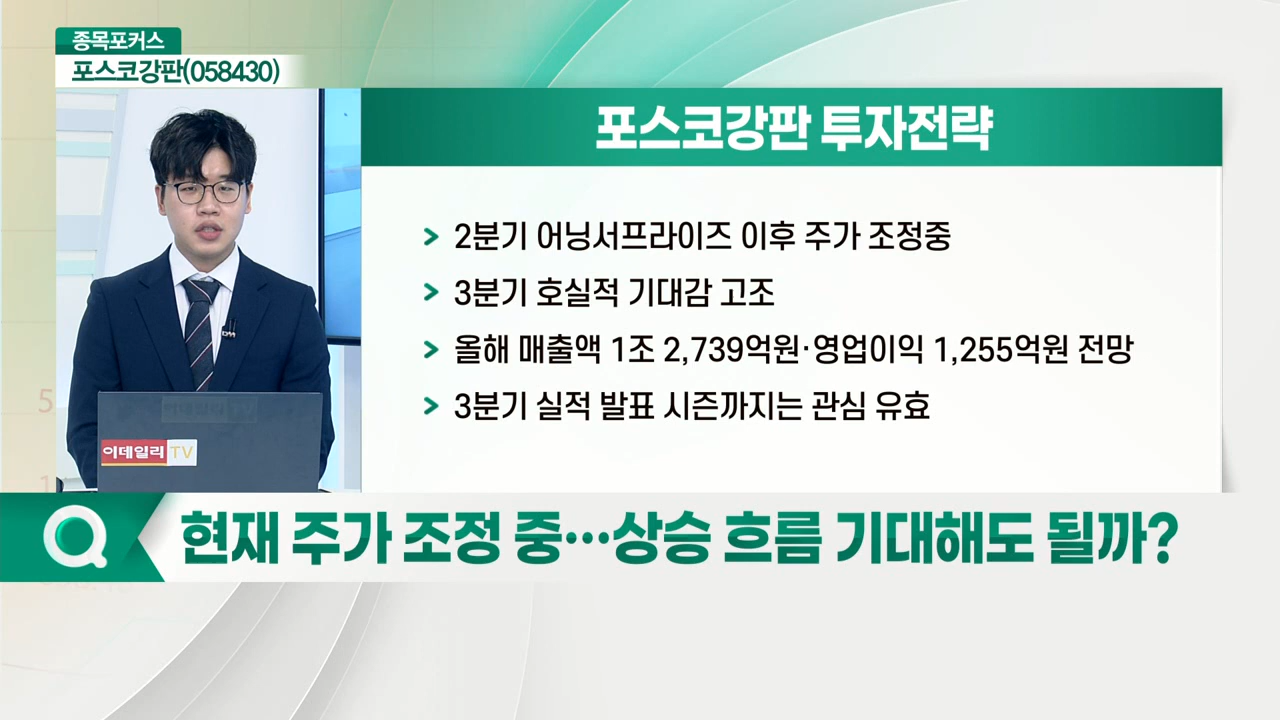 종목포커스
포스코강판(058430)
포스코강판 투자전략
2분기 어닝서프라이즈 이후 주가 조정중
3분기 호실적 기대감 고조
올해 매출액 1조 2,739억원·영업이익 1,255억원 전망
3분기 실적 발표 시즌까지는 관심 유효
이데일리 TV
현재 주가 조정 중…상승 흐름 기대해도 될까?